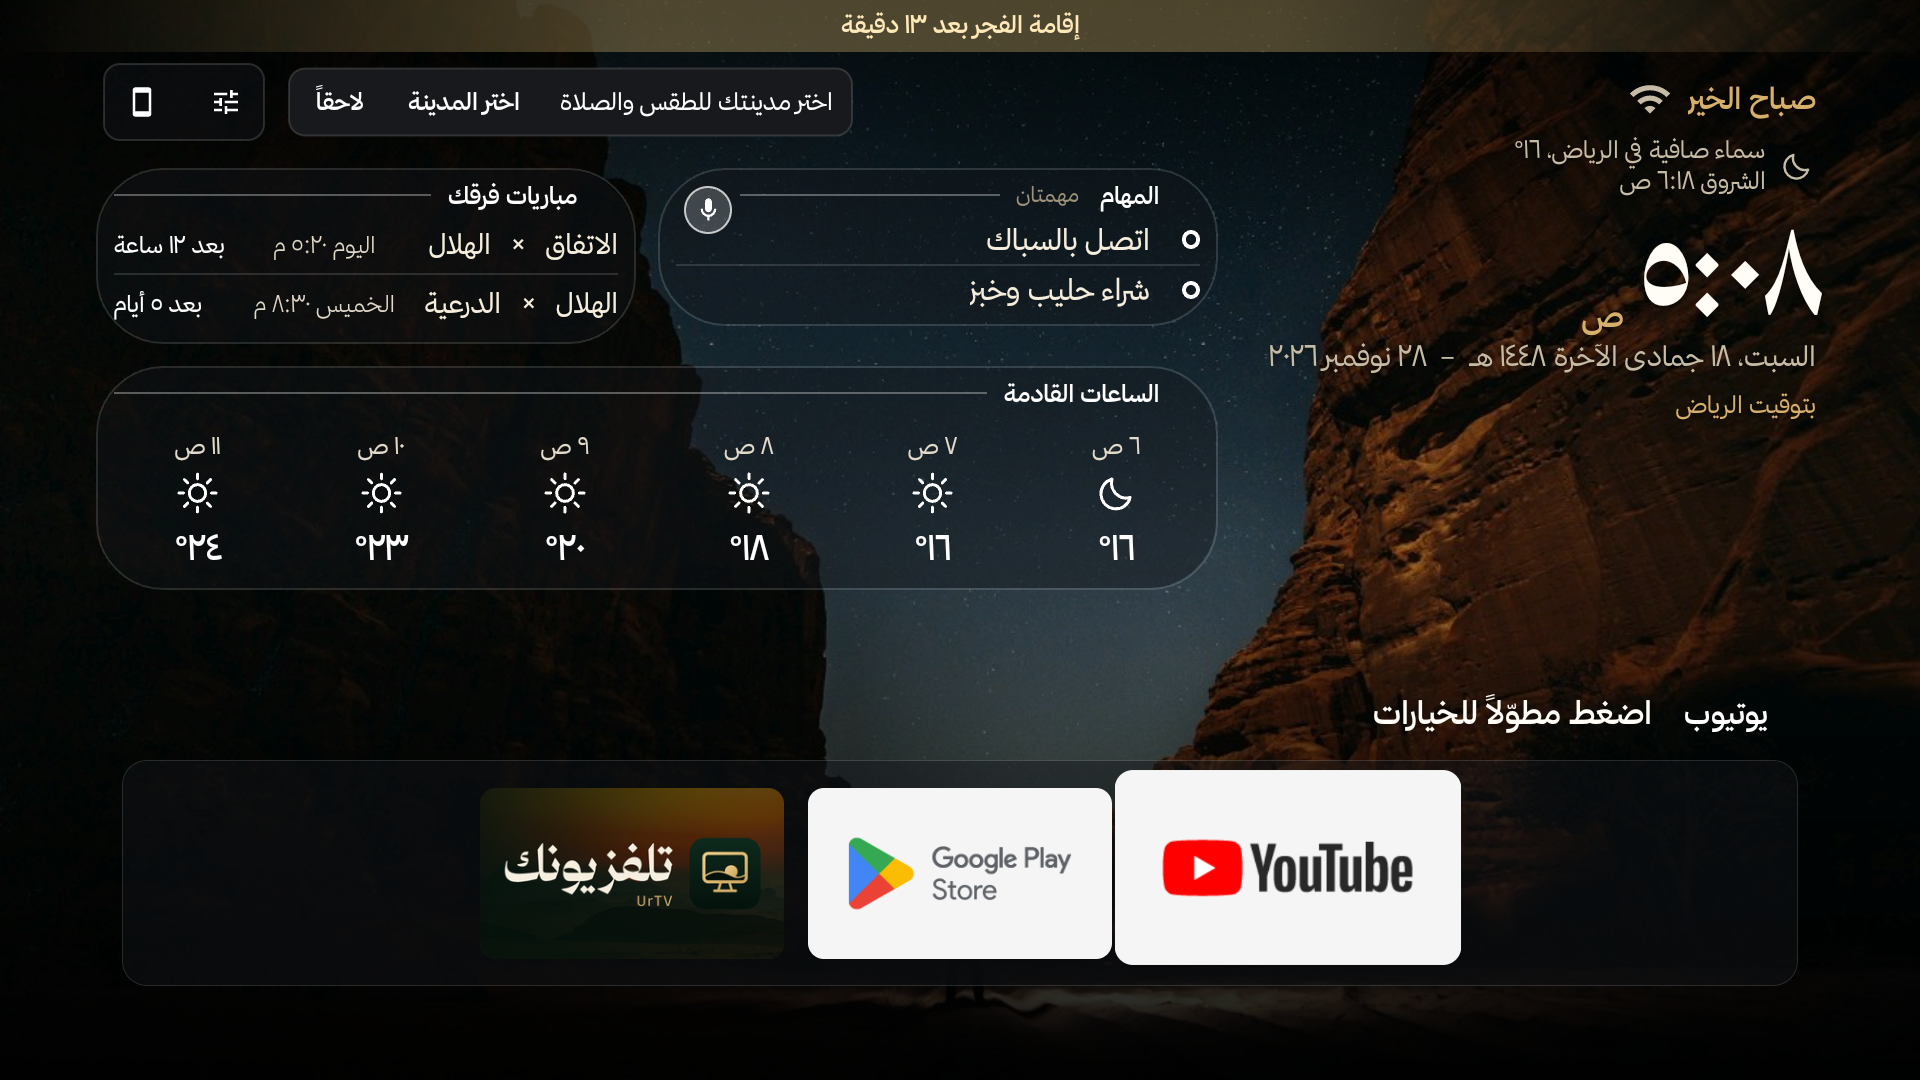 إقامة الفجر بعد ١٣ دقيقة
صباح الخير
سماء صافية في الرياض، ١٦°
الشروق ٦:١٨ ص
٥:٠٨ ص
السبت، ١٨ جمادى الآخرة ١٤٤٨ هـ – ٢٨ نوفمبر ٢٠٢٦
بتوقيت الرياض
اختر مدينتك للطقس والصلاة اختر المدينة لاحقاً
المهام مهمتان
اتصل بالسباك
شراء حليب وخبز
مباريات فرقك
الاتفاق × الهلال اليوم ٥:٢٠ م بعد ١٢ ساعة
الهلال × الدرعية الخميس ٨:٣٠ م بعد ٥ أيام
الساعات القادمة
٦ ص ٧ ص ٨ ص ٩ ص ١٠ ص ١١ ص
١٦° ١٦° ١٨° ٢٠° ٢٣° ٢٤°
يوتيوب اضغط مطوّلاً للخيارات
YouTube
Google Play
Store
تلفزيونك
UrTV